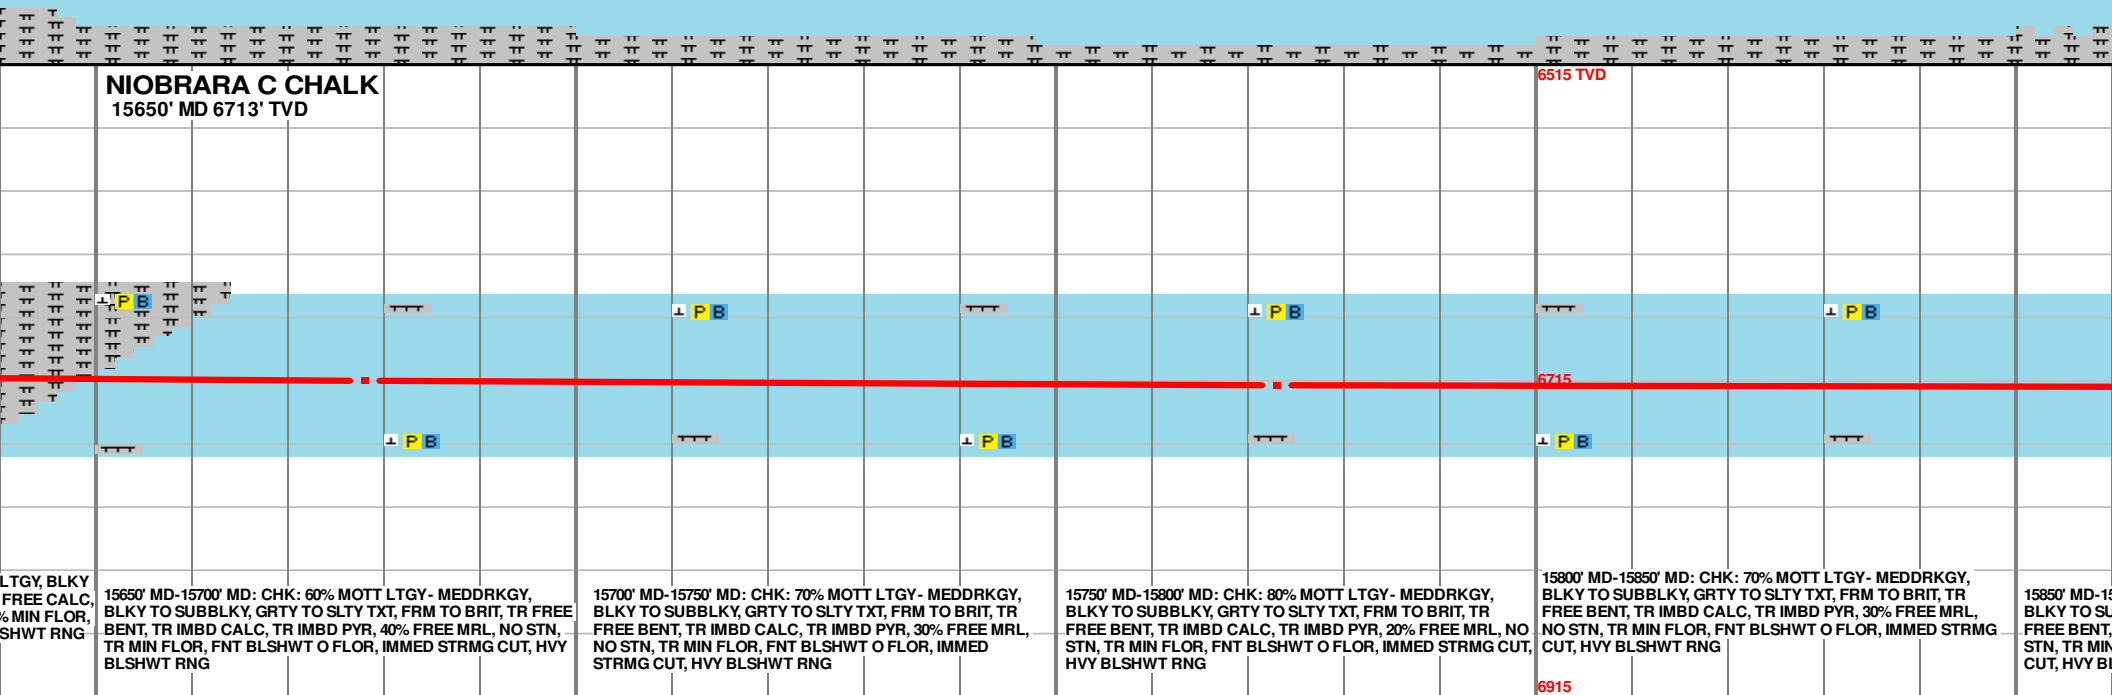 NIOBRARA C CHALK
15650' MD 6713' TVD
6515 TVD
P B
P B
P B
P B
6715
P B
P B
P B
LTGY, BLKY
FREE CALC,
% MIN FLOR,
SHWT RNG
15650' MD-15700' MD: CHK: 60% MOTT LTGY- MEDDRKGY,
BLKY TO SUBBLKY, GRTY TO SLTY TXT, FRM TO BRIT, TR FREE
BENT, TR IMBD CALC, TR IMBD PYR, 40% FREE MRL, NO STN,
TR MIN FLOR, FNT BLSHWT O FLOR, IMMED STRMG CUT, HVY
BLSHWT RNG
15700' MD-15750' MD: CHK: 70% MOTT LTGY- MEDDRKGY,
BLKY TO SUBBLKY, GRTY TO SLTY TXT, FRM TO BRIT, TR
FREE BENT, TR IMBD CALC, TR IMBD PYR, 30% FREE MRL,
NO STN, TR MIN FLOR, FNT BLSHWT O FLOR, IMMED
STRMG CUT, HVY BLSHWT RNG
15750' MD-15800' MD: CHK: 80% MOTT LTGY- MEDDRKGY,
BLKY TO SUBBLKY, GRTY TO SLTY TXT, FRM TO BRIT, TR
FREE BENT, TR IMBD CALC, TR IMBD PYR, 20% FREE MRL, NO
STN, TR MIN FLOR, FNT BLSHWT O FLOR, IMMED STRMG CUT,
HVY BLSHWT RNG
15800' MD-15850' MD: CHK: 70% MOTT LTGY- MEDDRKGY,
BLKY TO SUBBLKY, GRTY TO SLTY TXT, FRM TO BRIT, TR
FREE BENT, TR IMBD CALC, TR IMBD PYR, 30% FREE MRL,
NO STN, TR MIN FLOR, FNT BLSHWT O FLOR, IMMED STRMG
CUT, HVY BLSHWT RNG
15850' MD-15
BLKY TO SU
FREE BENT,
STN, TR MIN
CUT, HVY BL
6915